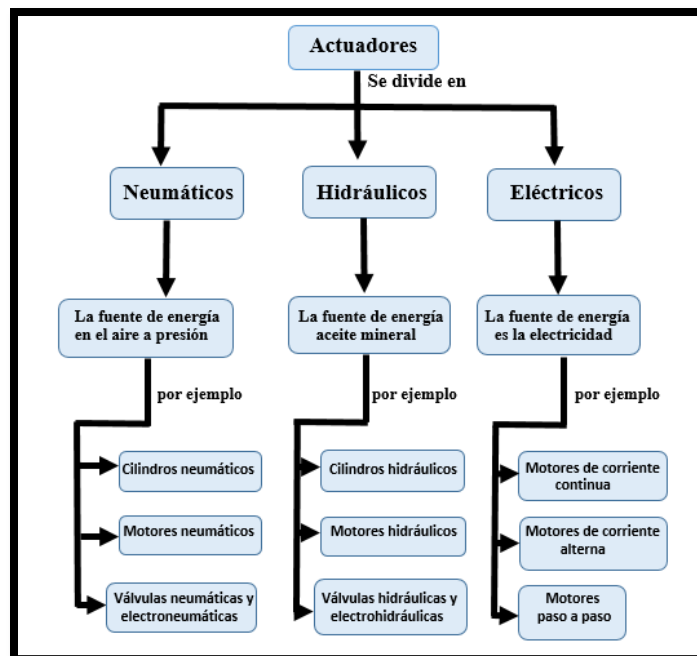 Actuadores
Se divide en
Neumáticos
Hidráulicos
Eléctricos
La fuente de energía
en el aire a presión
La fuente de energía
aceite mineral
La fuente de energía
es la electricidad
por ejemplo
por ejemplo
por ejemplo
Cilindros neumáticos
Motores neumáticos
Válvulas neumáticas y
electroneumáticas
Cilindros hidráulicos
Motores hidráulicos
Válvulas hidráulicas y
electrohidráulicas
Motores de corriente
continua
Motores de corriente
alterna
Motores
paso a paso